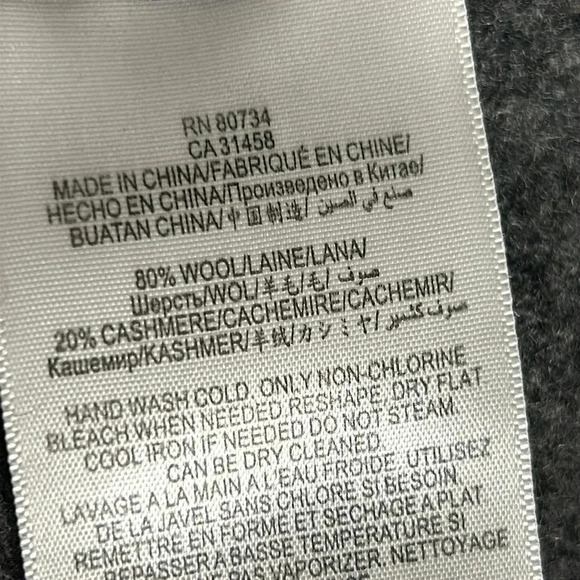 RN 80734
CA 31458
MADE IN CHINA/FABRIQUÉ EN CHINE/
HECHO EN CHINA/Произведено в Китае/
BUATAN CHINA/中国制造/ صنع في الصين
80% WOOL/LAINE/LANA/
Шерсть/WOL/羊毛/毛/ صوف
20% CASHMERE/CACHEMIRE/CACHEMIR/
Кашемир/KASHMER/羊绒/カシミヤ/ صوف كشمير
HAND WASH COLD. ONLY NON-CHLORINE
BLEACH WHEN NEEDED. RESHAPE, DRY FLAT
COOL IRON IF NEEDED DO NOT STEAM.
CAN BE DRY CLEANED.
LAVAGE A LA MAIN A L'EAU FROIDE. UTILISEZ
DE LA JAVEL SANS CHLORE SI BESOIN
REMETTRE EN FORME ET SECHAGE A PLAT
REPASSER A BASSE TEMPERATURE SI
NE PAS VAPORIZER. NETTOYAGE